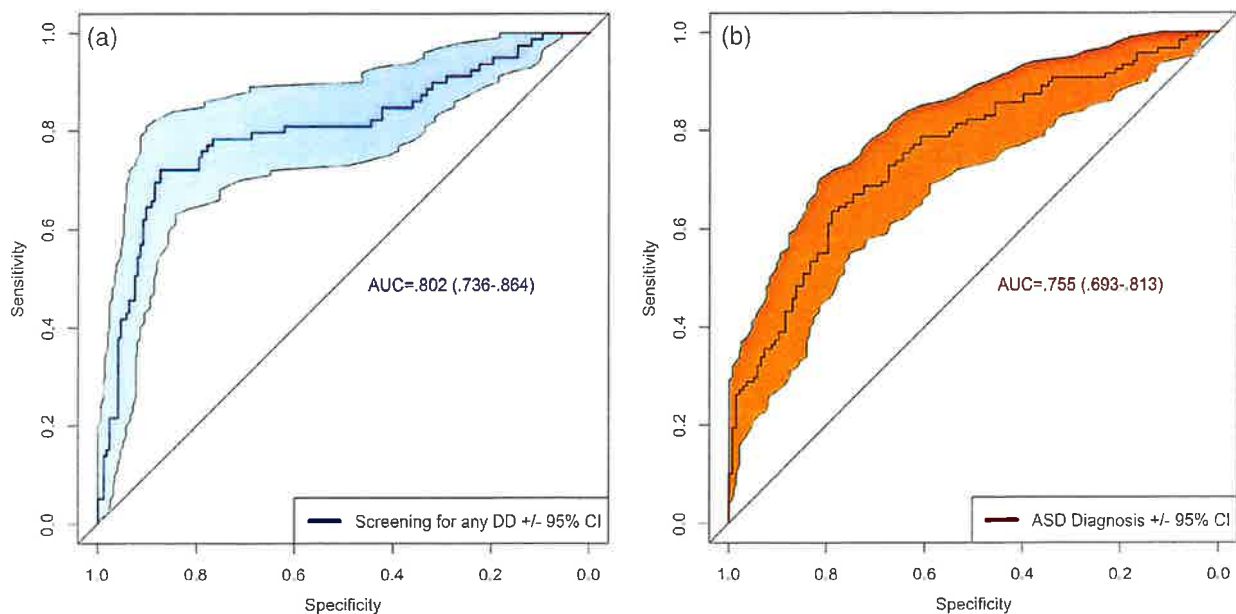 (a)
1.0
0.8
0.6
0.4
0.2
0.0
Sensitivity
AUC=.802 (.736-.864)
Screening for any DD +/- 95% CI
1.0 0.8 0.6 0.4 0.2 0.0
Specificity
(b)
1.0
0.8
0.6
0.4
0.2
0.0
Sensitivity
AUC=.755 (.693-.813)
ASD Diagnosis +/- 95% CI
1.0 0.8 0.6 0.4 0.2 0.0
Specificity